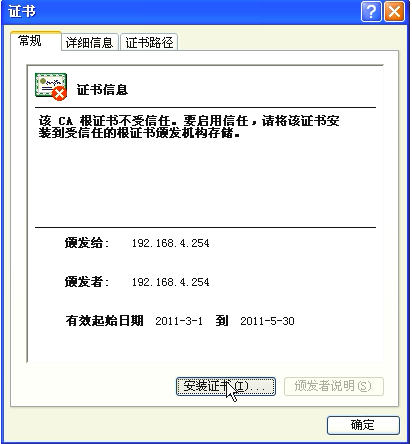 证书
常规 详细信息 证书路径
证书信息
该 CA 根证书不受信任。要启用信任，请将该证书安
装到受信任的根证书颁发机构存储。
颁发给: 192.168.4.254
颁发者: 192.168.4.254
有效起始日期 2011-3-1 到 2011-5-30
安装证书(I)... 颁发者说明(S)
确定